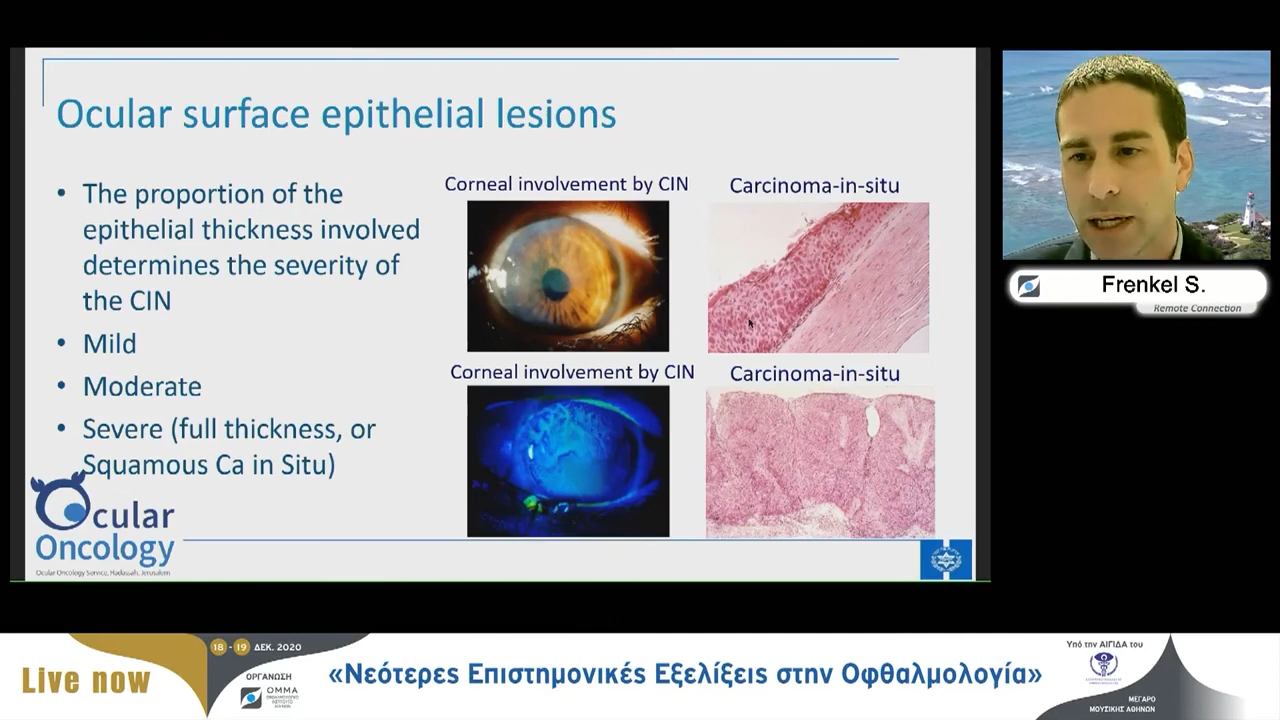 Ocular surface epithelial lesions
• The proportion of the
epithelial thickness involved
determines the severity of
the CIN
• Mild
• Moderate
• Severe (full thickness, or
Squamous Ca in Situ)
Corneal involvement by CIN
Carcinoma-in-situ
Corneal involvement by CIN
Carcinoma-in-situ
Ocular
Oncology
Ocular Oncology Service, Hadassah, Jerusalem
Frenkel S.
Remote Connection
Live now
18 - 19 ΔΕΚ. 2020
ΟΡΓΑΝΩΣΗ
ΟΜΜΑ
«Νεότερες Επιστημονικές Εξελίξεις στην Οφθαλμολογία»
Υπό την ΑΙΓΙΔΑ του
ΜΕΓΑΡΟ
ΜΟΥΣΙΚΗΣ ΑΘΗΝΩΝ